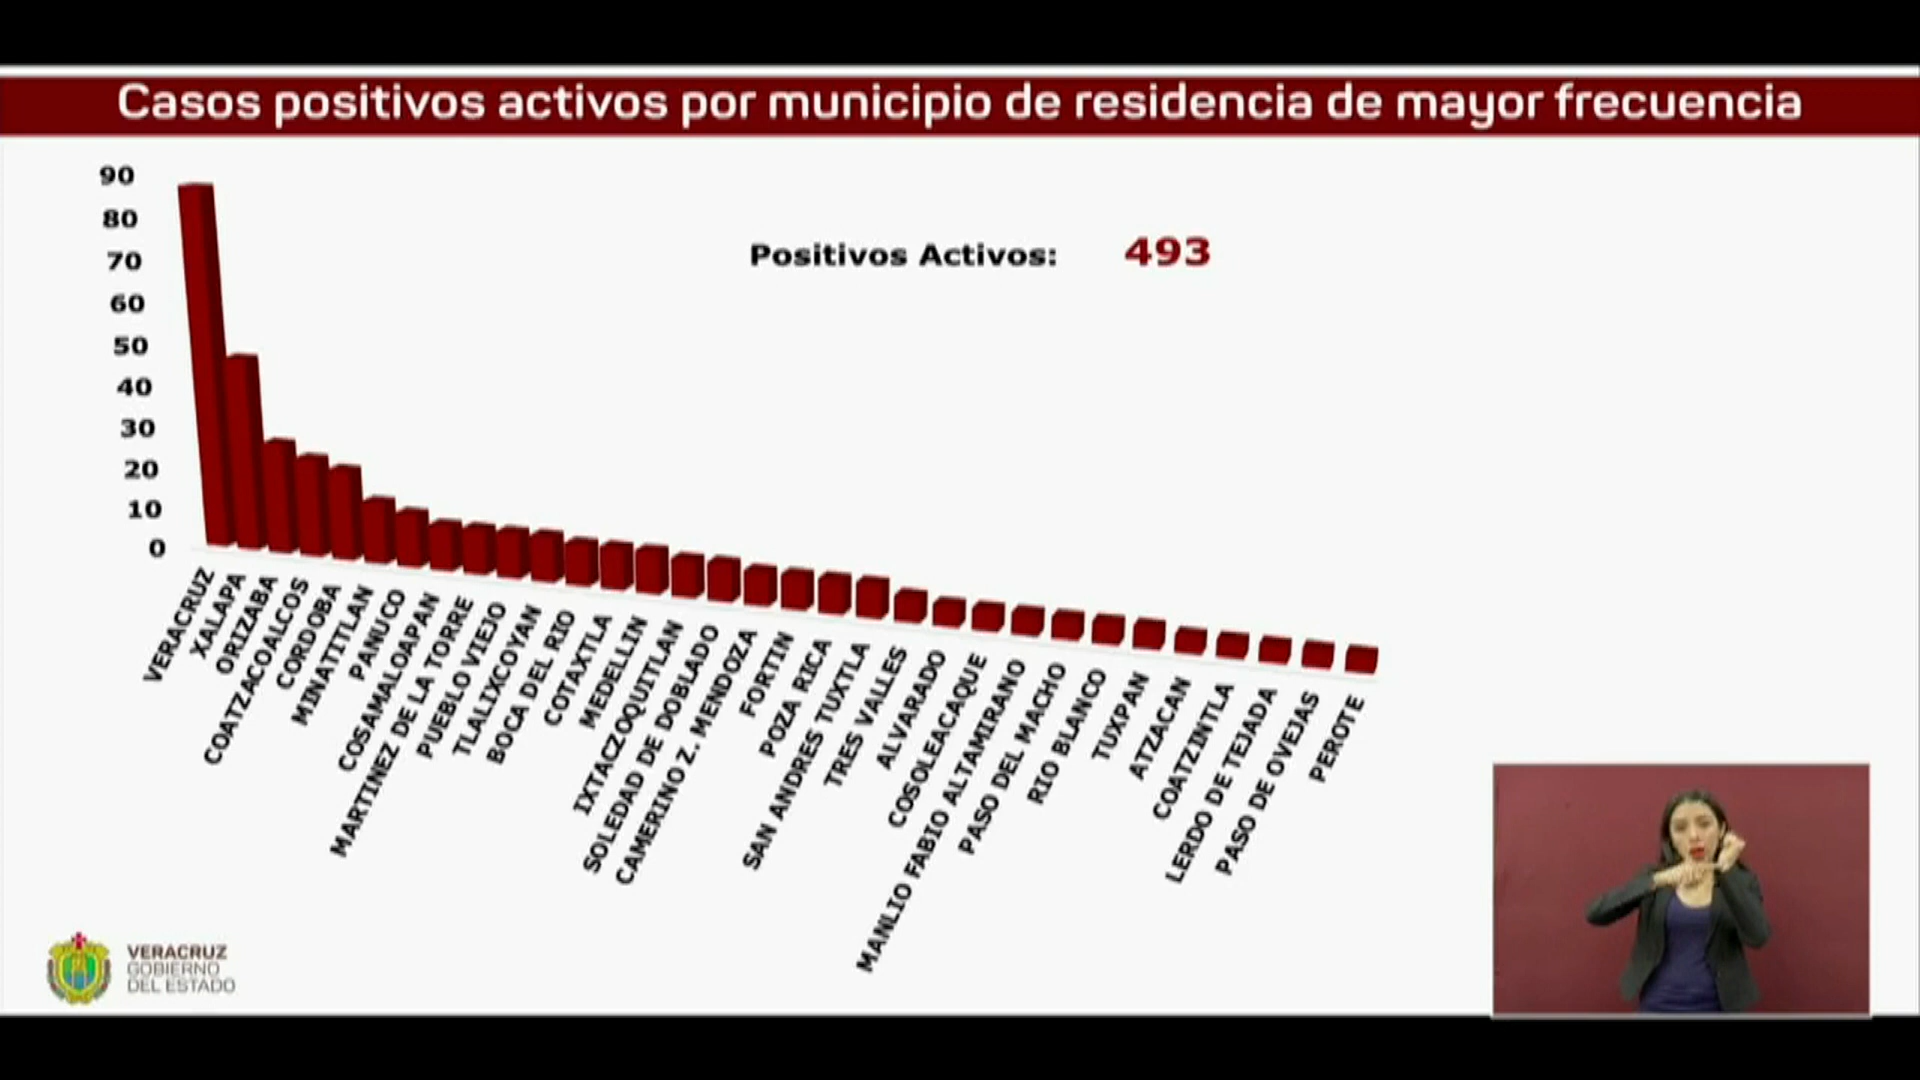 Casos positivos activos por municipio de residencia de mayor frecuencia
90
80
70
60
50
40
30
20
10
0
Positivos Activos: 493
VERACRUZ
XALAPA
ORIZABA
COATZACOALCOS
CORDOBA
MINATITLAN
PANUCO
COSAMALOAPAN
MARTINEZ DE LA TORRE
PUEBLO VIEJO
TLALIXCOYAN
BOCA DEL RIO
COTAXTLA
MEDELLIN
IXTACZOQUITLAN
SOLEDAD DE DOBLADO
CAMERINO Z. MENDOZA
FORTIN
POZA RICA
SAN ANDRES TUXTLA
TRES VALLES
ALVARADO
COSOLEACAQUE
MANLIO FABIO ALTAMIRANO
PASO DEL MACHO
RIO BLANCO
TUXPAN
ATZACAN
COATZINTLA
LERDO DE TEJADA
PASO DE OVEJAS
PEROTE
VERACRUZ
GOBIERNO
DEL ESTADO